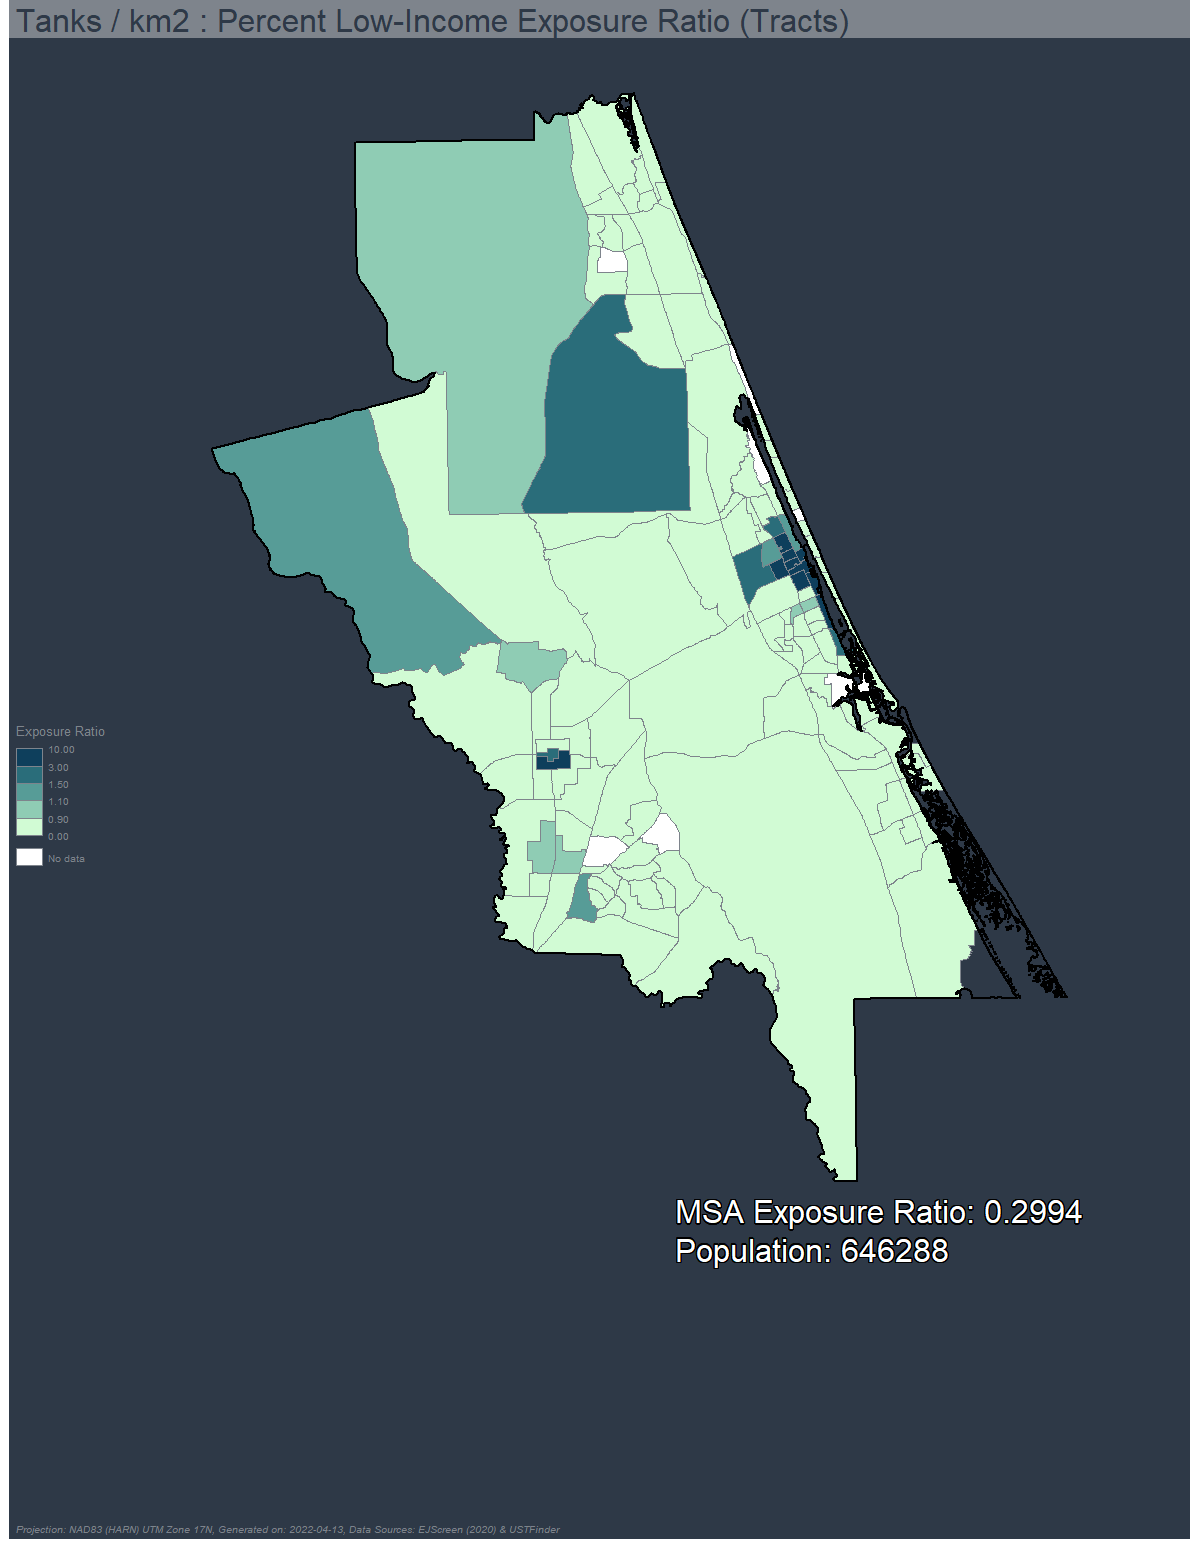 Tanks / km2 : Percent Low-Income Exposure Ratio (Tracts)
Exposure Ratio
10.00
3.00
1.50
1.10
0.90
0.00
No data
MSA Exposure Ratio: 0.2994
Population: 646288
Projection: NAD83 (HARN) UTM Zone 17N, Generated on: 2022-04-13, Data Sources: EJScreen (2020) & USTFinder